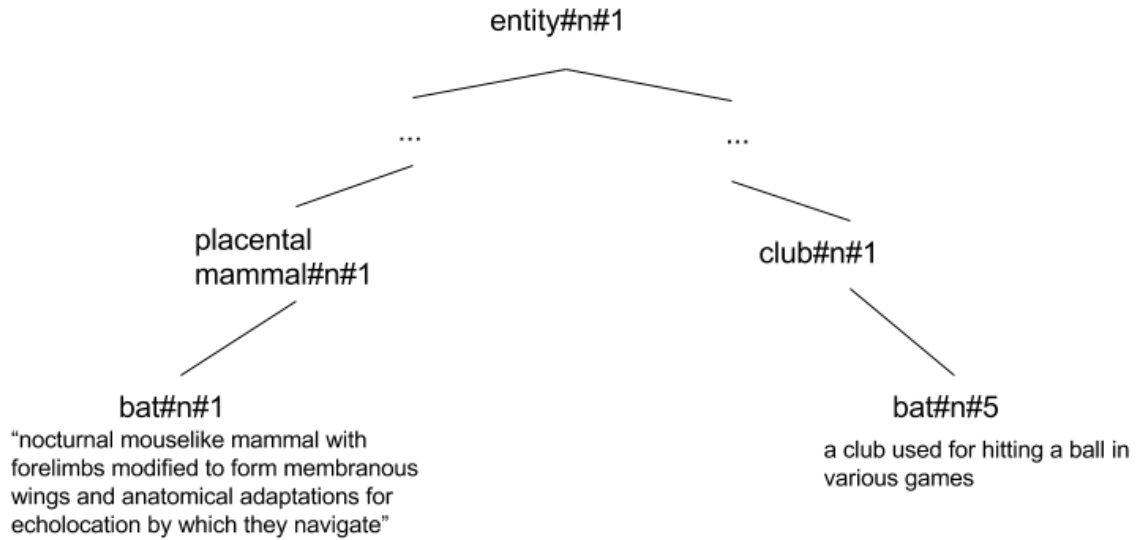 entity#n#1
...
...
placental
mammal#n#1
club#n#1
bat#n#1
“nocturnal mouselike mammal with
forelimbs modified to form membranous
wings and anatomical adaptations for
echolocation by which they navigate”
bat#n#5
a club used for hitting a ball in
various games